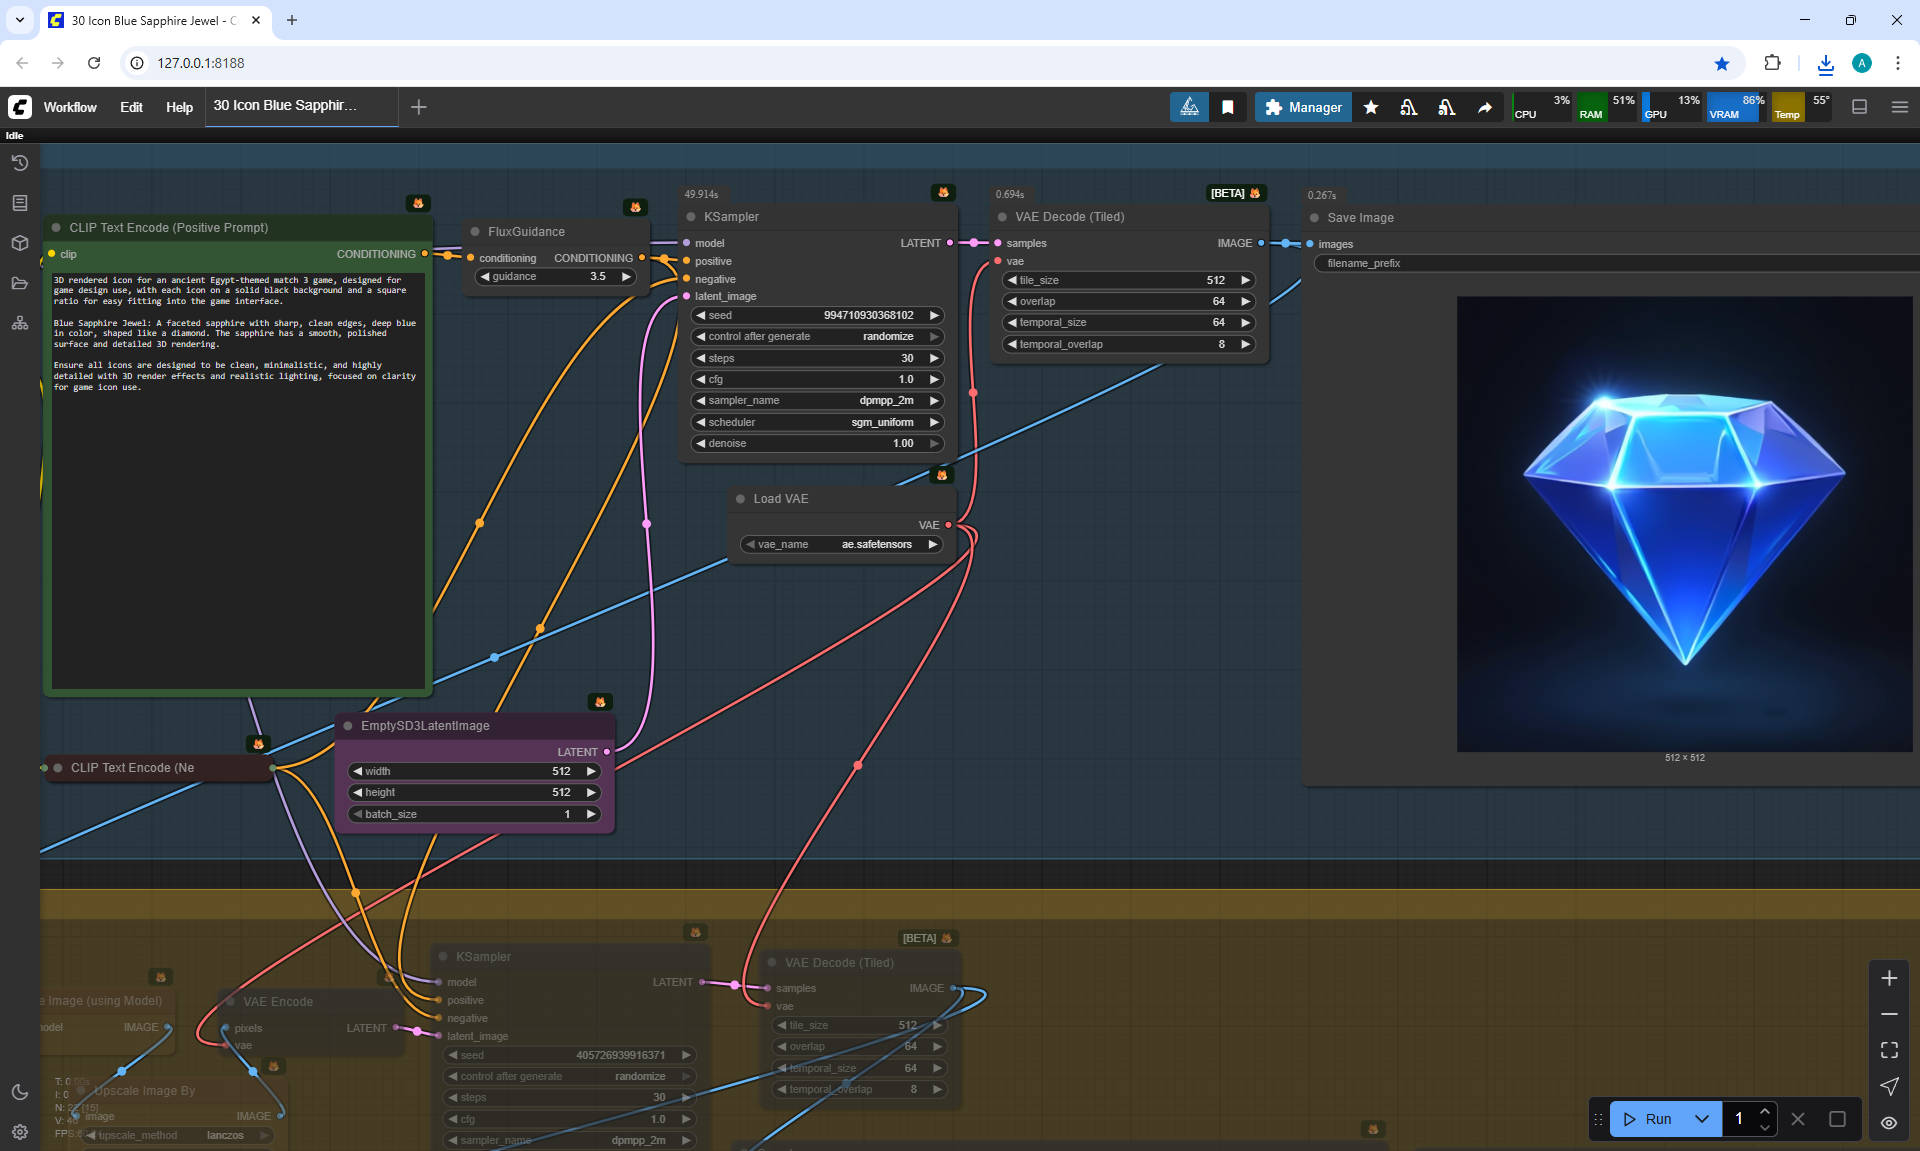 30 Icon Blue Sapphire Jewel - C
127.0.0.1:8188
Workflow
Edit
Help
30 Icon Blue Sapphir...
Manager
3%
CPU
51%
RAM
13%
GPU
86%
VRAM
55°
Temp
Idle
CLIP Text Encode (Positive Prompt)
clip
CONDITIONING
3D rendered icon for an ancient Egypt-themed match 3 game, designed for
game design use, with each icon on a solid black background and a square
ratio for easy fitting into the game interface.
Blue Sapphire Jewel: A faceted sapphire with sharp, clean edges, deep blue
in color, shaped like a diamond. The sapphire has a smooth, polished
surface and detailed 3D rendering.
Ensure all icons are designed to be clean, minimalistic, and highly
detailed with 3D render effects and realistic lighting, focused on clarity
for game icon use.
FluxGuidance
conditioning
CONDITIONING
guidance 3.5
49.914s
KSampler
model
LATENT
positive
negative
latent_image
seed 994710930368102
control after generate randomize
steps 30
cfg 1.0
sampler_name dpmpp_2m
scheduler sgm_uniform
denoise 1.00
0.694s
[BETA]
VAE Decode (Tiled)
samples
IMAGE
vae
tile_size 512
overlap 64
temporal_size 64
temporal_overlap 8
0.267s
Save Image
images
filename_prefix
512 × 512
Load VAE
VAE
vae_name ae.safetensors
EmptySD3LatentImage
LATENT
width 512
height 512
batch_size 1
CLIP Text Encode (Ne
e Image (using Model)
odel
IMAGE
VAE Encode
pixels
LATENT
vae
Upscale Image By
image
IMAGE
upscale_method lanczos
KSampler
model
LATENT
positive
negative
latent_image
seed 405726939916371
control after generate randomize
steps 30
cfg 1.0
sampler_name dpmpp_2m
[BETA]
VAE Decode (Tiled)
samples
IMAGE
vae
tile_size 512
overlap 64
temporal_size 64
temporal_overlap 8
Run
1
A